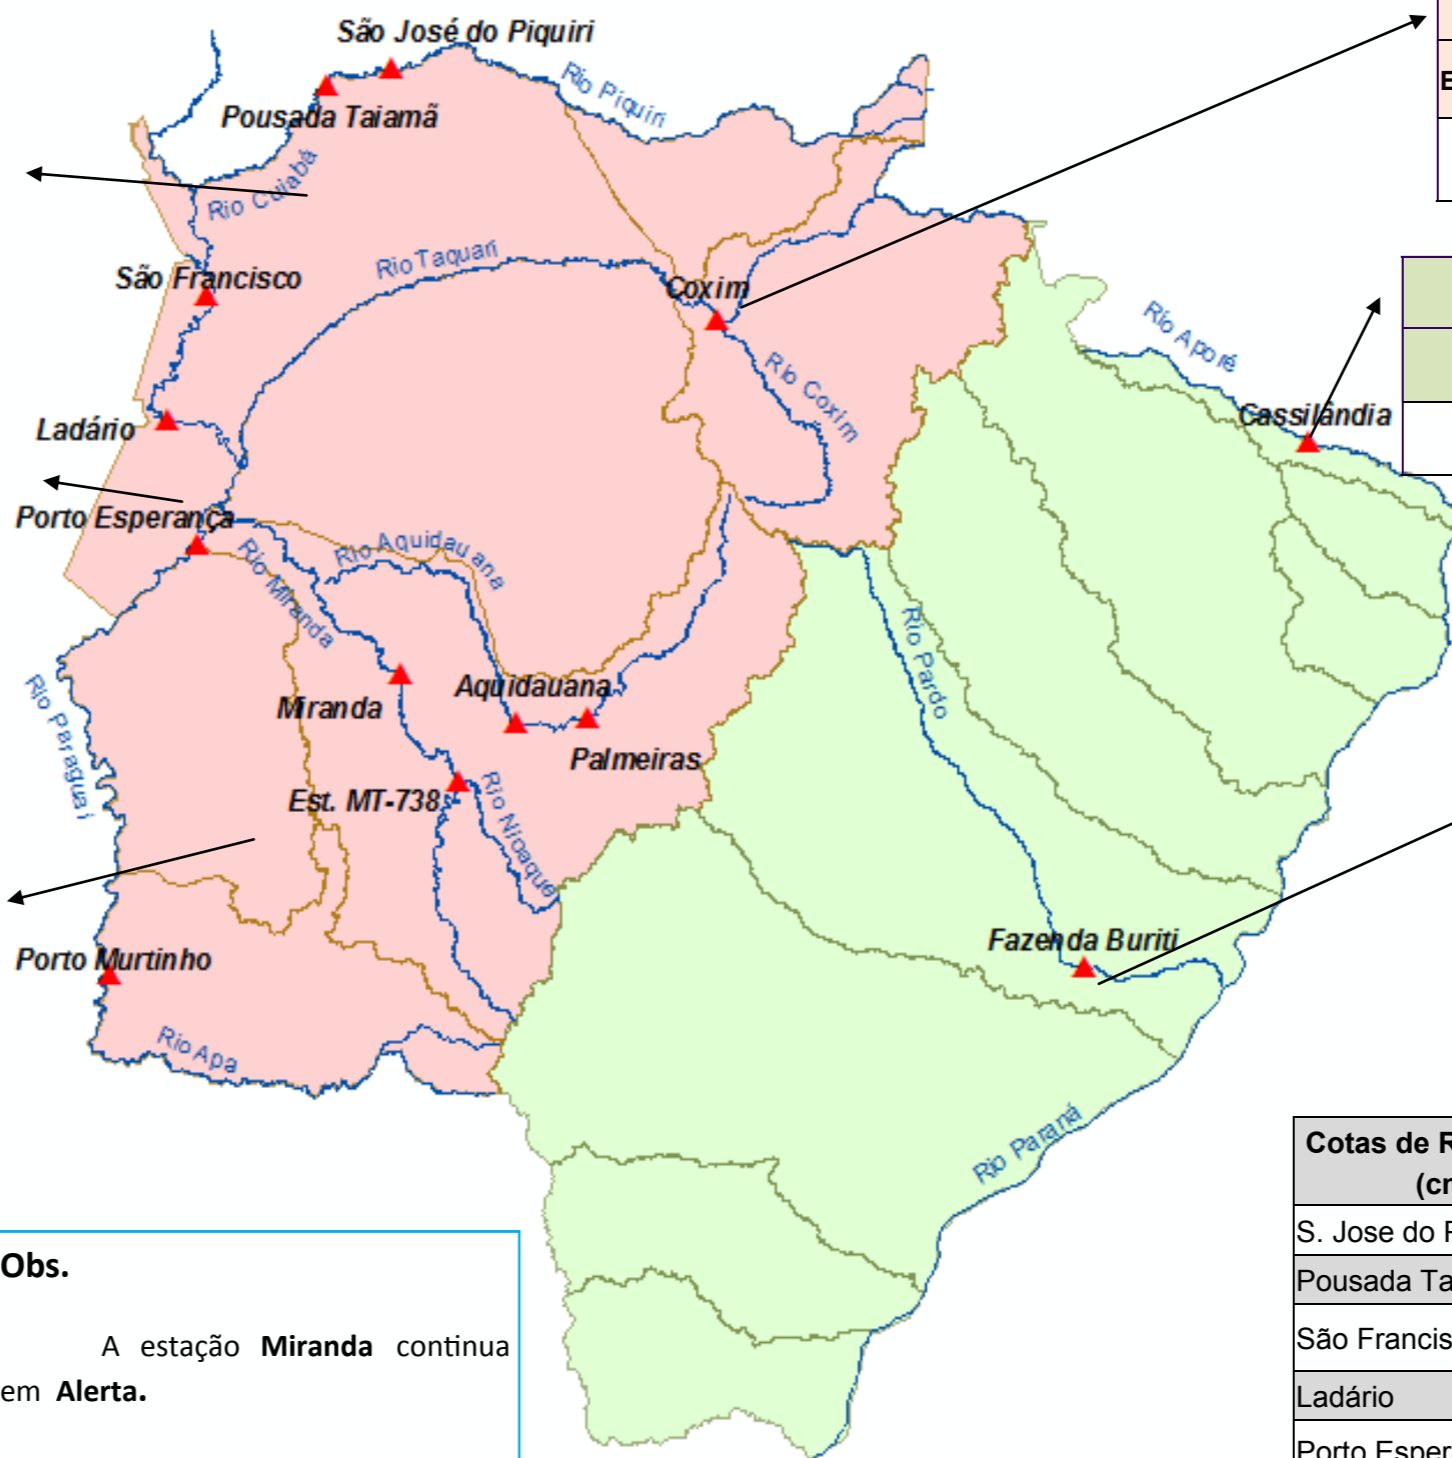 São José do Piquiri
Rio Piquiri
Pousada Taiamã
Rio Cuiabá
São Francisco
Rio Taquari
Coxim
Rio Coxim
Rio Aporé
Cassilândia
Ladário
Porto Esperança
Rio Aquidauana
Rio Miranda
Rio Pardo
Rio Paraguai
Miranda
Aquidauana
Palmeiras
Est. MT-738
Rio Nioaque
Fazenda Buriti
Porto Murtinho
Rio Apa
Rio Paraná
Obs.
A estação Miranda continua
em Alerta.
E
Cotas de R
(cr
S. Jose do P
Pousada Ta
São Francis
Ladário
Porto Esper